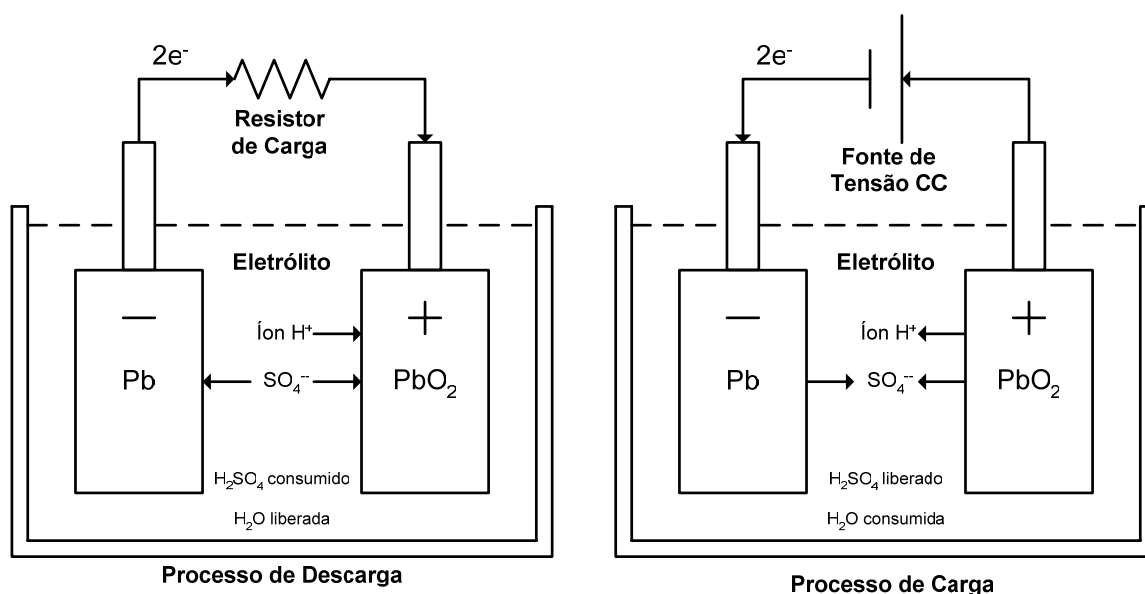 2e⁻
Resistor
de Carga
Eletrólito
—
+
Íon H⁺
Pb
SO₄⁻⁻
PbO₂
H₂SO₄ consumido
H₂O liberada
Processo de Descarga
2e⁻
Fonte de
Tensão CC
Eletrólito
—
+
Íon H⁺
Pb
SO₄⁻⁻
PbO₂
H₂SO₄ liberado
H₂O consumida
Processo de Carga